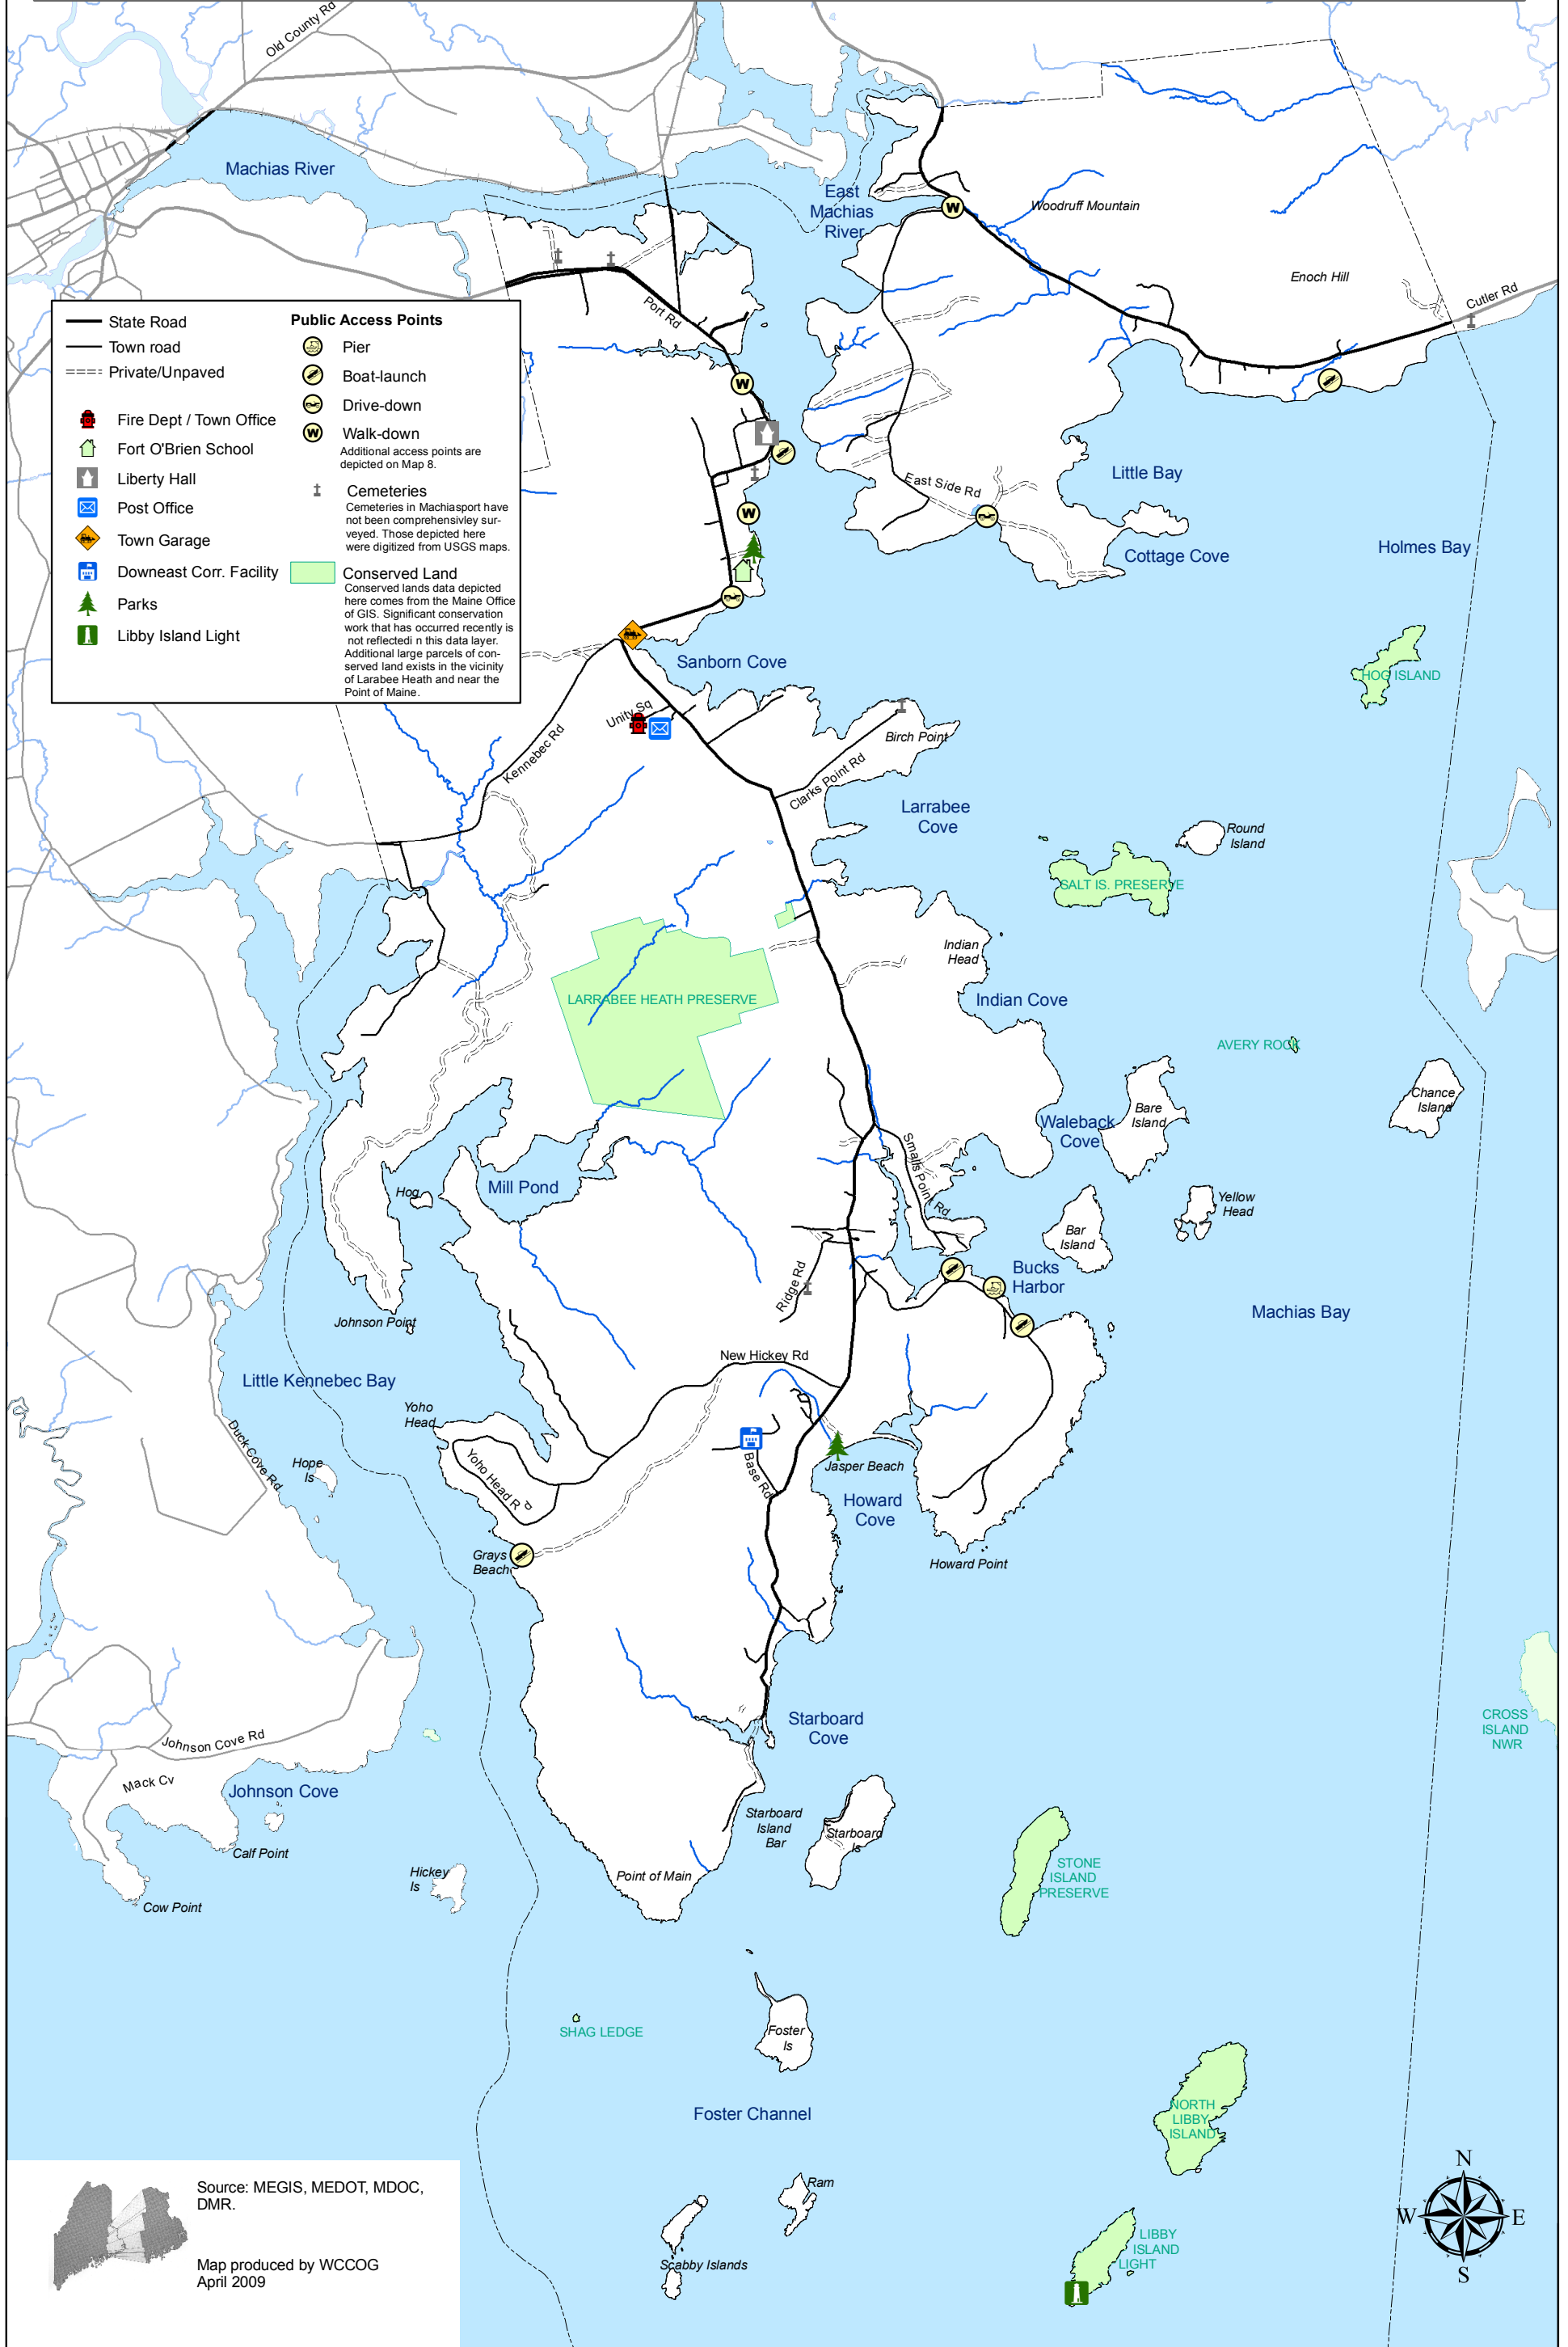 Old County Rd
Machias River
East
Machias
River
Woodruff Mountain
Enoch Hill
Cutler Rd
Port Rd
State Road
Town road
Private/Unpaved
Fire Dept / Town Office
Fort O'Brien School
Liberty Hall
Post Office
Town Garage
Downeast Corr. Facility
Parks
Libby Island Light
Public Access Points
Pier
Boat-launch
Drive-down
W
Walk-down
Additional access points are
depicted on Map 8.
Cemeteries
Cemeteries in Machiasport have
not been comprehensivley sur-
veyed. Those depicted here
were digitized from USGS maps.
Conserved Land
Conserved lands data depicted
here comes from the Maine Office
of GIS. Significant conservation
work that has occurred recently is
not reflectedi n this data layer.
Additional large parcels of con-
served land exists in the vicinity
of Larabee Heath and near the
Point of Maine.
W
W
W
East Side Rd
Little Bay
Cottage Cove
Holmes Bay
Sanborn Cove
HOG ISLAND
Unity Sq
Kennebec Rd
Birch Point
Clarks Point Rd
Larrabee
Cove
Round
Island
SALT IS. PRESERVE
Indian
Head
LARRABEE HEATH PRESERVE
Indian Cove
AVERY ROCK
Chance
Island
Bare
Island
Waleback
Cove
Smalls Point Rd
Mill Pond
Hog
Yellow
Head
Bar
Island
Bucks
Harbor
Ridge Rd
Machias Bay
Johnson Point
New Hickey Rd
Little Kennebec Bay
Yoho
Head
Duck Cove Rd
Hope
Is
Yoho Head Rd
Base Rd
Jasper Beach
Howard
Cove
Grays
Beach
Howard Point
Starboard
Cove
CROSS
ISLAND
NWR
Johnson Cove Rd
Mack Cv
Johnson Cove
Calf Point
Cow Point
Hickey
Is
Starboard
Island
Bar
Starboard
Is
Point of Main
STONE
ISLAND
PRESERVE
SHAG LEDGE
Foster
Is
Foster Channel
NORTH
LIBBY
ISLAND
Ram
Scabby Islands
LIBBY
ISLAND
LIGHT
N
W
E
S
Source: MEGIS, MEDOT, MDOC,
DMR.
Map produced by WCCOG
April 2009